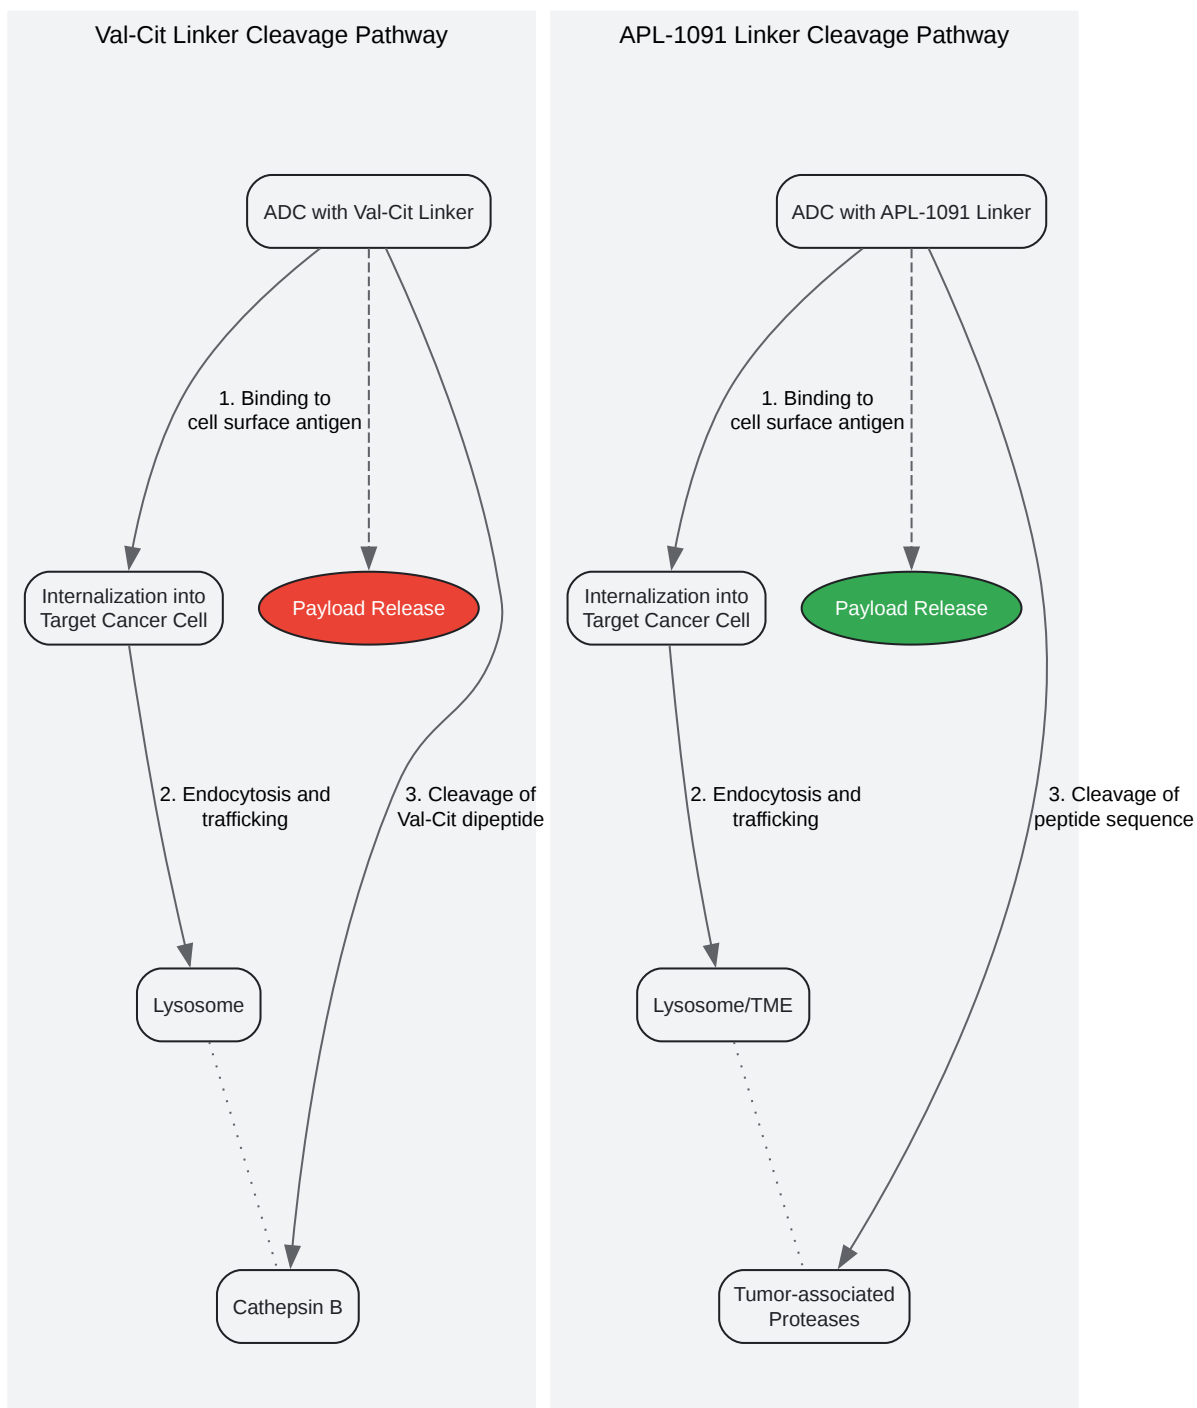 Val-Cit Linker Cleavage Pathway
ADC with Val-Cit Linker
1. Binding to
cell surface antigen
Internalization into
Target Cancer Cell
Payload Release
2. Endocytosis and
trafficking
3. Cleavage of
Val-Cit dipeptide
Lysosome
Cathepsin B
APL-1091 Linker Cleavage Pathway
ADC with APL-1091 Linker
1. Binding to
cell surface antigen
Internalization into
Target Cancer Cell
Payload Release
2. Endocytosis and
trafficking
3. Cleavage of
peptide sequence
Lysosome/TME
Tumor-associated
Proteases